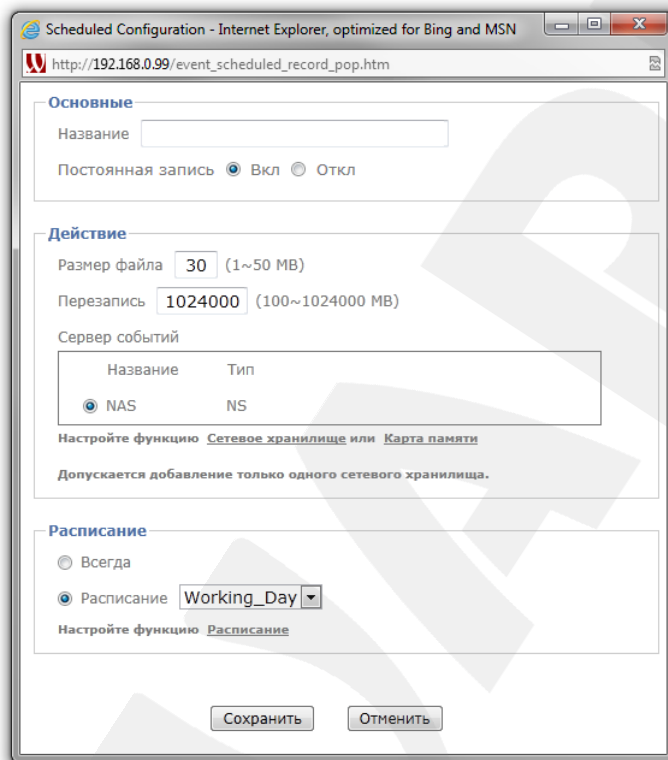 Scheduled Configuration - Internet Explorer, optimized for Bing and MSN
http://192.168.0.99/event_scheduled_record_pop.htm
Основные
Название
Постоянная запись Вкл Откл
Действие
Размер файла 30 (1~50 MB)
Перезапись 1024000 (100~1024000 MB)
Сервер событий
Название Тип
NAS NS
Настройте функцию Сетевое хранилище или Карта памяти
Допускается добавление только одного сетевого хранилища.
Расписание
Всегда
Расписание Working_Day
Настройте функцию Расписание
Сохранить Отменить